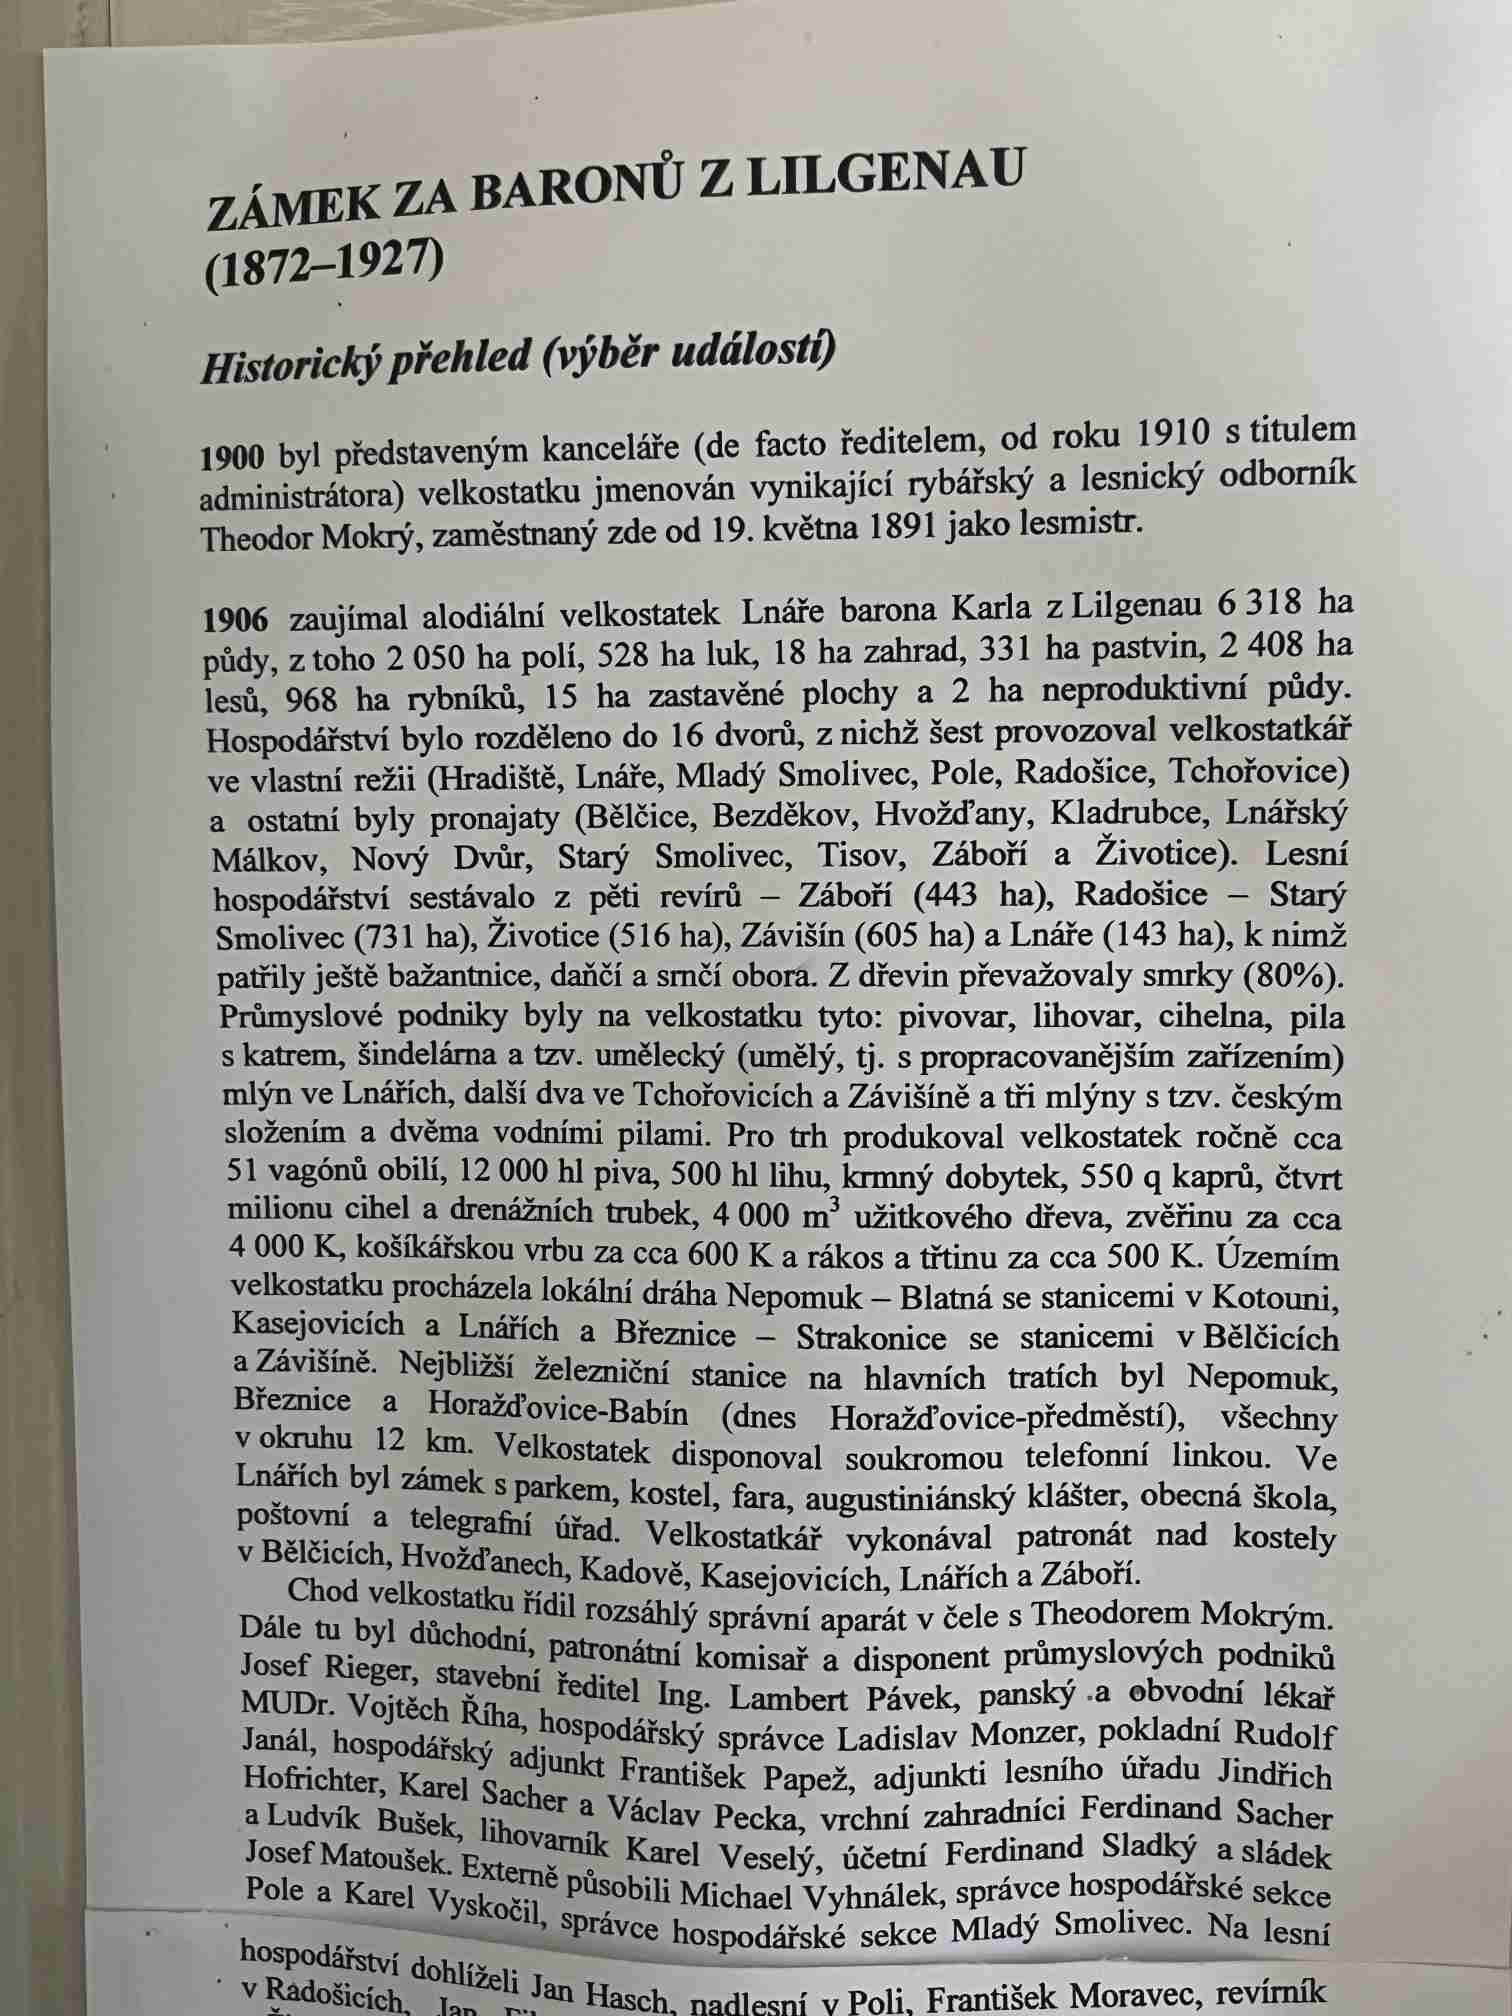 ZÁMEK ZA BARONŮ Z LILGENAU
(1872–1927)
Historický přehled (výběr událostí)
1900 byl představeným kanceláře (de facto ředitelem, od roku 1910 s titulem
administrátora) velkostatku jmenován vynikající rybářský a lesnický odborník
Theodor Mokrý, zaměstnaný zde od 19. května 1891 jako lesmistr.
1906 zaujímal alodiální velkostatek Lnáře barona Karla z Lilgenau 6 318 ha
půdy, z toho 2 050 ha polí, 528 ha luk, 18 ha zahrad, 331 ha pastvin, 2 408 ha
lesů, 968 ha rybníků, 15 ha zastavěné plochy a 2 ha neproduktivní půdy.
Hospodářství bylo rozděleno do 16 dvorů, z nichž šest provozoval velkostatkář
ve vlastní režii (Hradiště, Lnáře, Mladý Smolivec, Pole, Radošice, Tchořovice)
a ostatní byly pronajaty (Bělčice, Bezděkov, Hvožďany, Kladrubce, Lnářský
Málkov, Nový Dvůr, Starý Smolivec, Tisov, Záboří a Životice). Lesní
hospodářství sestávalo z pěti revírů – Záboří (443 ha), Radošice – Starý
Smolivec (731 ha), Životice (516 ha), Závišín (605 ha) a Lnáře (143 ha), k nimž
patřily ještě bažantnice, daňčí a srnčí obora. Z dřevin převažovaly smrky (80%).
Průmyslové podniky byly na velkostatku tyto: pivovar, lihovar, cihelna, pila
s katrem, šindelárna a tzv. umělecký (umělý, tj. s propracovanějším zařízením)
mlýn ve Lnářích, další dva ve Tchořovicích a Závišíně a tři mlýny s tzv. českým
složením a dvěma vodními pilami. Pro trh produkoval velkostatek ročně cca
51 vagónů obilí, 12 000 hl piva, 500 hl lihu, krmný dobytek, 550 q kaprů, čtvrt
milionu cihel a drenážních trubek, 4 000 m³ užitkového dřeva, zvěřinu za cca
4 000 K, košíkářskou vrbu za cca 600 K a rákos a třtinu za cca 500 K. Územím
velkostatku procházela lokální dráha Nepomuk – Blatná se stanicemi v Kotouni,
Kasejovicích a Lnářích a Březnice – Strakonice se stanicemi v Bělčicích
a Závišíně. Nejbližší železniční stanice na hlavních tratích byl Nepomuk,
Březnice a Horažďovice-Babín (dnes Horažďovice-předměstí), všechny
v okruhu 12 km. Velkostatek disponoval soukromou telefonní linkou. Ve
Lnářích byl zámek s parkem, kostel, fara, augustiniánský klášter, obecná škola,
poštovní a telegrafní úřad. Velkostatkář vykonával patronát nad kostely
v Bělčicích, Hvožďanech, Kadově, Kasejovicích, Lnářích a Záboří.
Chod velkostatku řídil rozsáhlý správní aparát v čele s Theodorem Mokrým.
Dále tu byl důchodní, patronátní komisař a disponent průmyslových podniků
Josef Rieger, stavební ředitel Ing. Lambert Pávek, panský a obvodní lékař
MUDr. Vojtěch Říha, hospodářský správce Ladislav Monzer, pokladní Rudolf
Janál, hospodářský adjunkt František Papež, adjunkti lesního úřadu Jindřich
Hofrichter, Karel Sacher a Václav Pecka, vrchní zahradníci Ferdinand Sacher
a Ludvík Bušek, lihovarník Karel Veselý, účetní Ferdinand Sladký a sládek
Josef Matoušek. Externě působili Michael Vyhnálek, správce hospodářské sekce
Pole a Karel Vyskočil, správce hospodářské sekce Mladý Smolivec. Na lesní
hospodářství dohlíželi Jan Hasch, nadlesní v Poli, František Moravec, revírník
v Radošicích, Jan